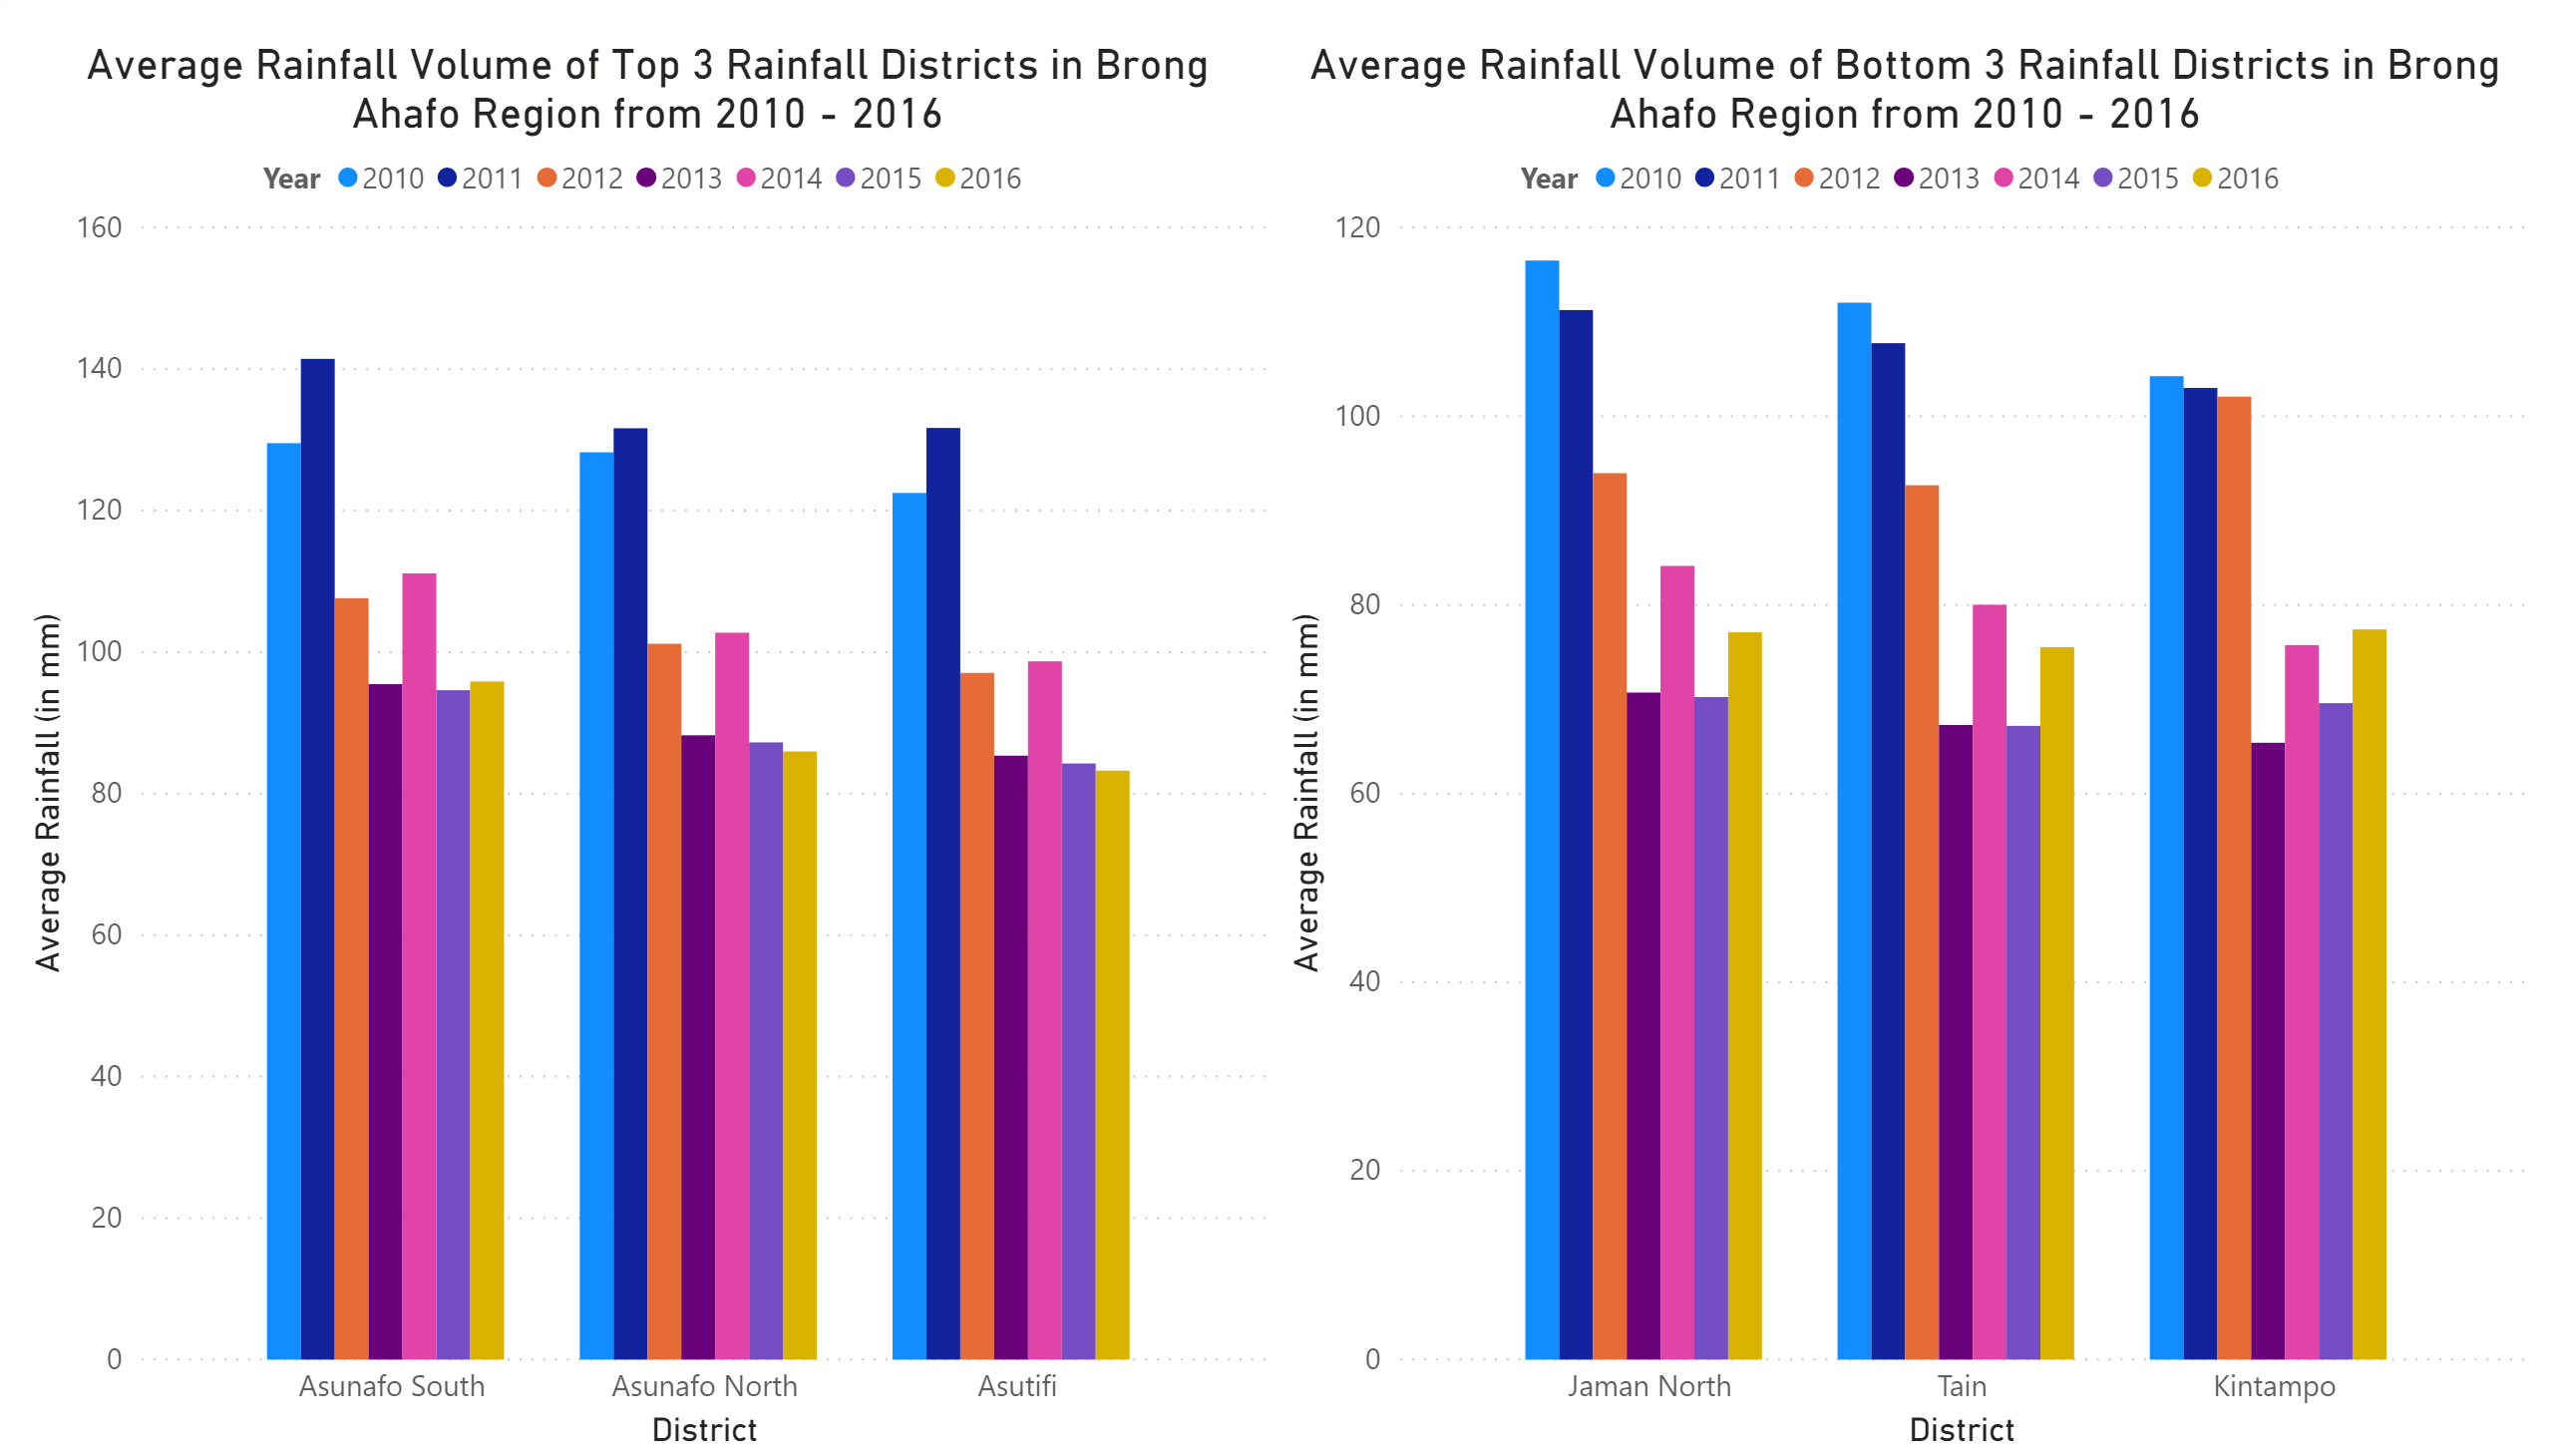 Average Rainfall Volume of Top 3 Rainfall Districts in Brong
Ahafo Region from 2010 - 2016
Year 2010 2011 2012 2013 2014 2015 2016
160
140
120
100
80
60
40
20
0
Average Rainfall (in mm)
Asunafo South Asunafo North Asutifi
District
Average Rainfall Volume of Bottom 3 Rainfall Districts in Brong
Ahafo Region from 2010 - 2016
Year 2010 2011 2012 2013 2014 2015 2016
120
100
80
60
40
20
0
Average Rainfall (in mm)
Jaman North Tain Kintampo
District